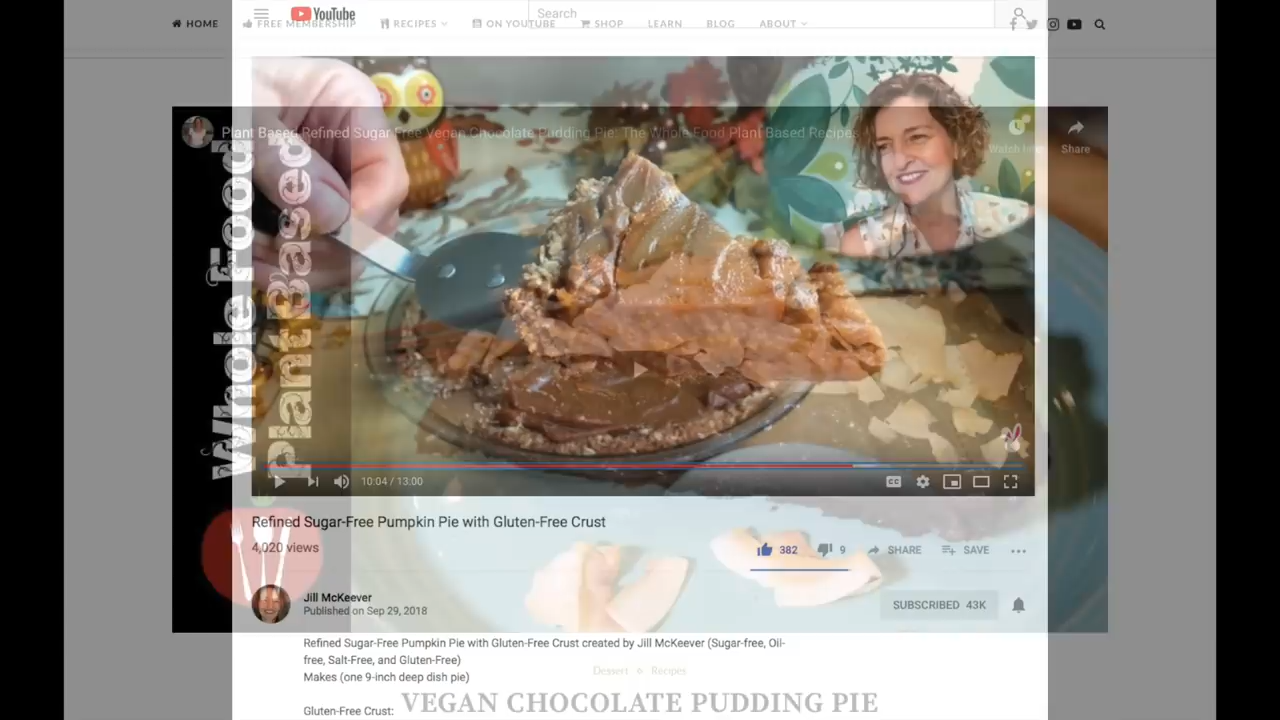 HOME
FREE MEMBERSHIP
RECIPES
ON YOUTUBE
SHOP
LEARN
BLOG
ABOUT
YouTube
Search
Plant Based Refined Sugar Free Vegan Chocolate Pudding Pie: The Whole Food Plant Based Recipes
Watch later
Share
Whole Food
Plant Based
10:04 / 13:00
CC
Refined Sugar-Free Pumpkin Pie with Gluten-Free Crust
4,020 views
382
9
SHARE
SAVE
Jill McKeever
Published on Sep 29, 2018
SUBSCRIBED 43K
Refined Sugar-Free Pumpkin Pie with Gluten-Free Crust created by Jill McKeever (Sugar-free, Oil-
free, Salt-Free, and Gluten-Free)
Makes (one 9-inch deep dish pie)
Dessert
Recipes
VEGAN CHOCOLATE PUDDING PIE
Gluten-Free Crust: